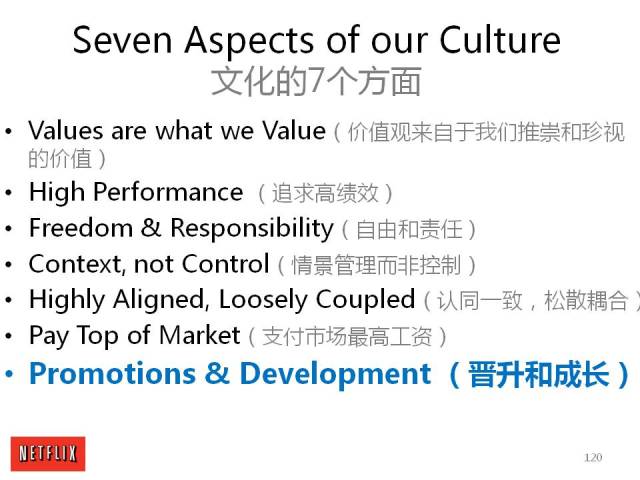 Seven Aspects of our Culture
文化的7个方面
• Values are what we Value（价值观来自于我们推崇和珍视
的价值）
• High Performance （追求高绩效）
• Freedom & Responsibility（自由和责任）
• Context, not Control（情景管理而非控制）
• Highly Aligned, Loosely Coupled（认同一致，松散耦合）
• Pay Top of Market（支付市场最高工资）
• Promotions & Development （晋升和成长）
NETFLIX
120